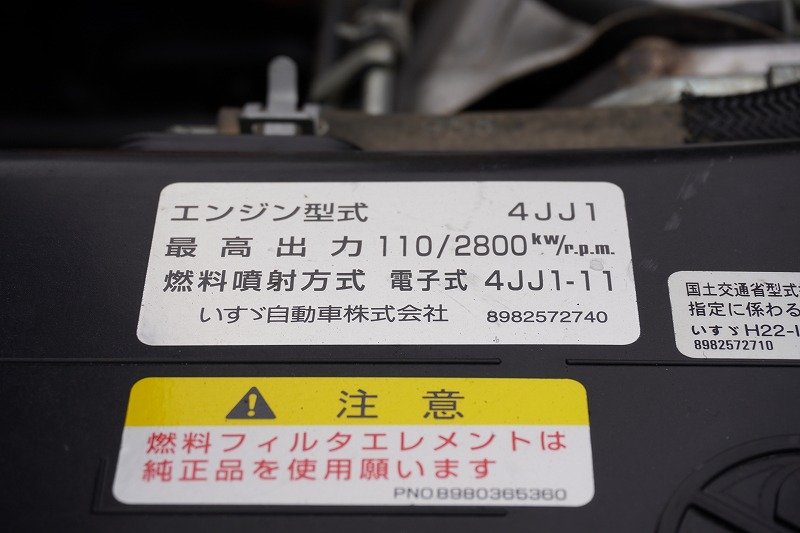 エンジン型式 4JJ1
最高出力 110/2800kw/r.p.m.
燃料噴射方式 電子式 4JJ1-11
いすゞ自動車株式会社 8982572740
国土交通省型式
指定に係わる
いすゞH22-
8982572710
注意
燃料フィルタエレメントは
純正品を使用願います
PNO.8980365360